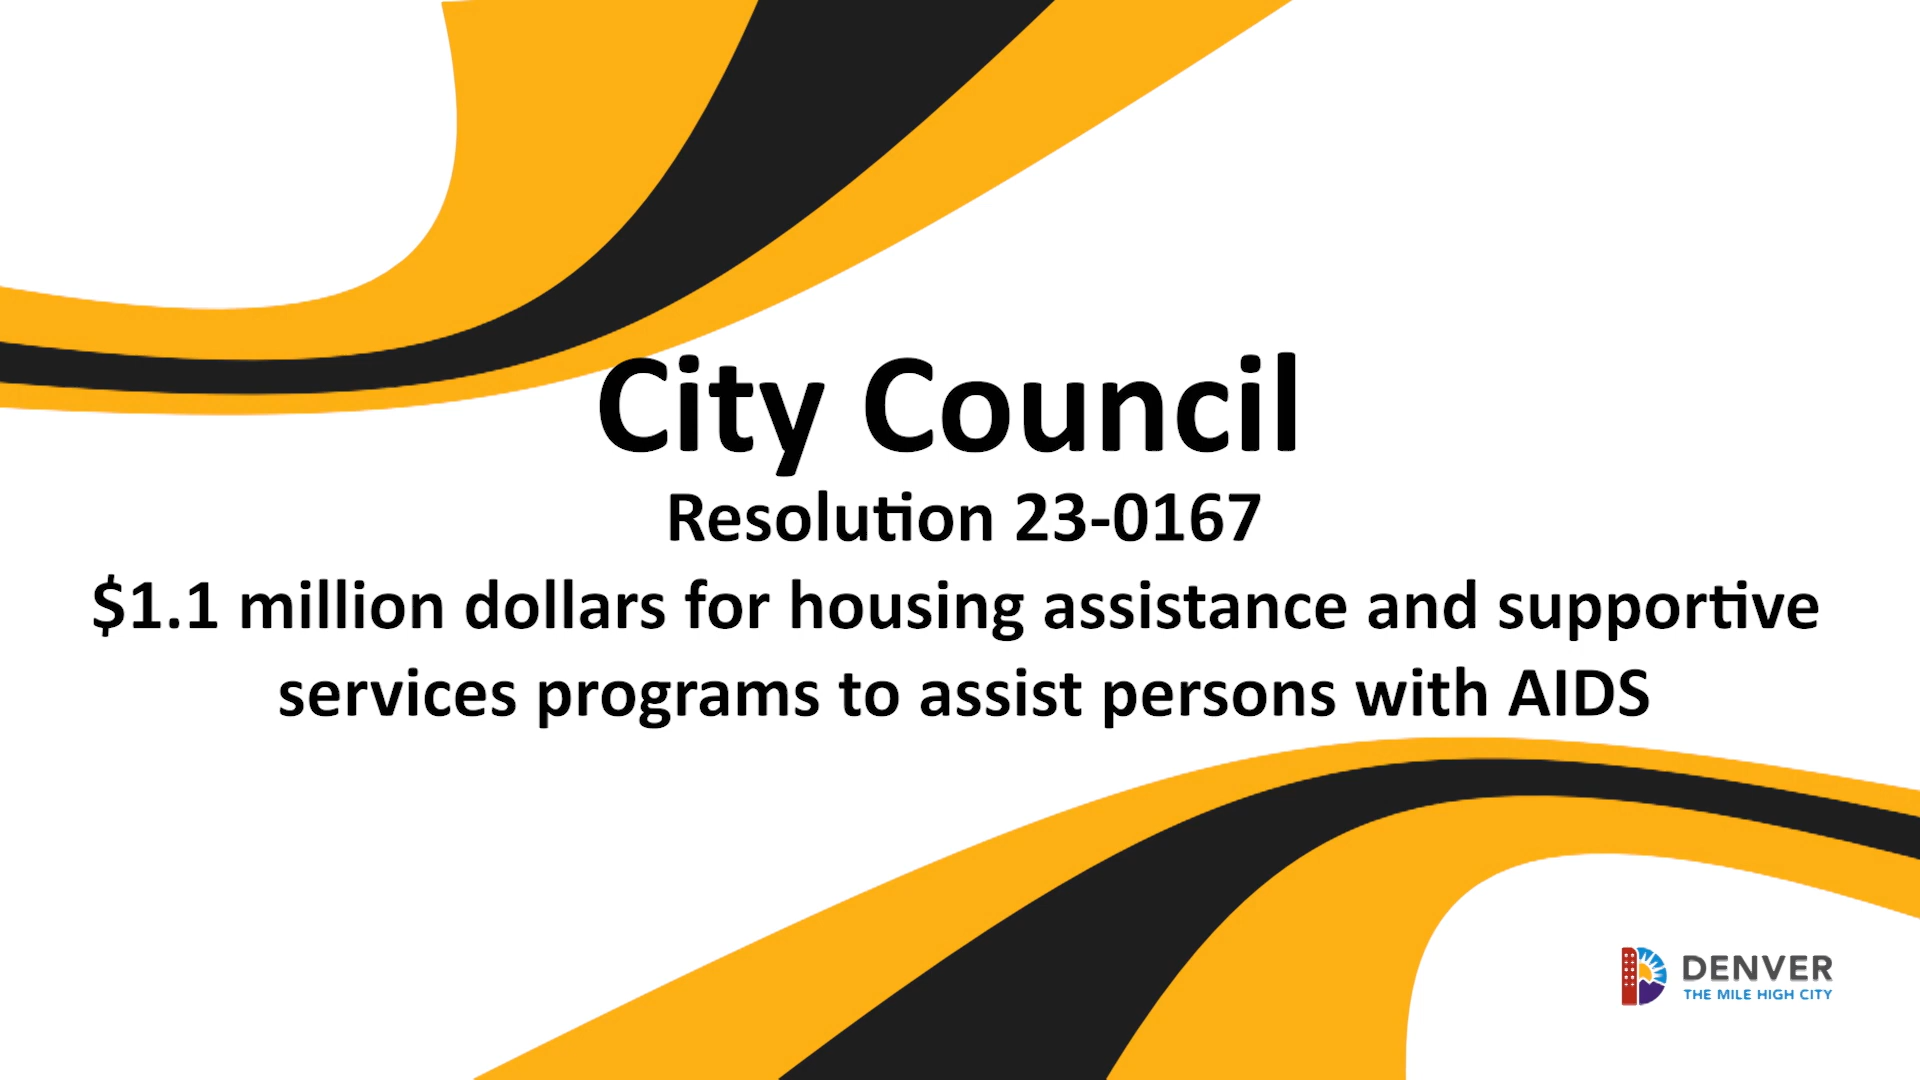 City Council
Resolution 23-0167
$1.1 million dollars for housing assistance and supportive
services programs to assist persons with AIDS
DENVER
THE MILE HIGH CITY